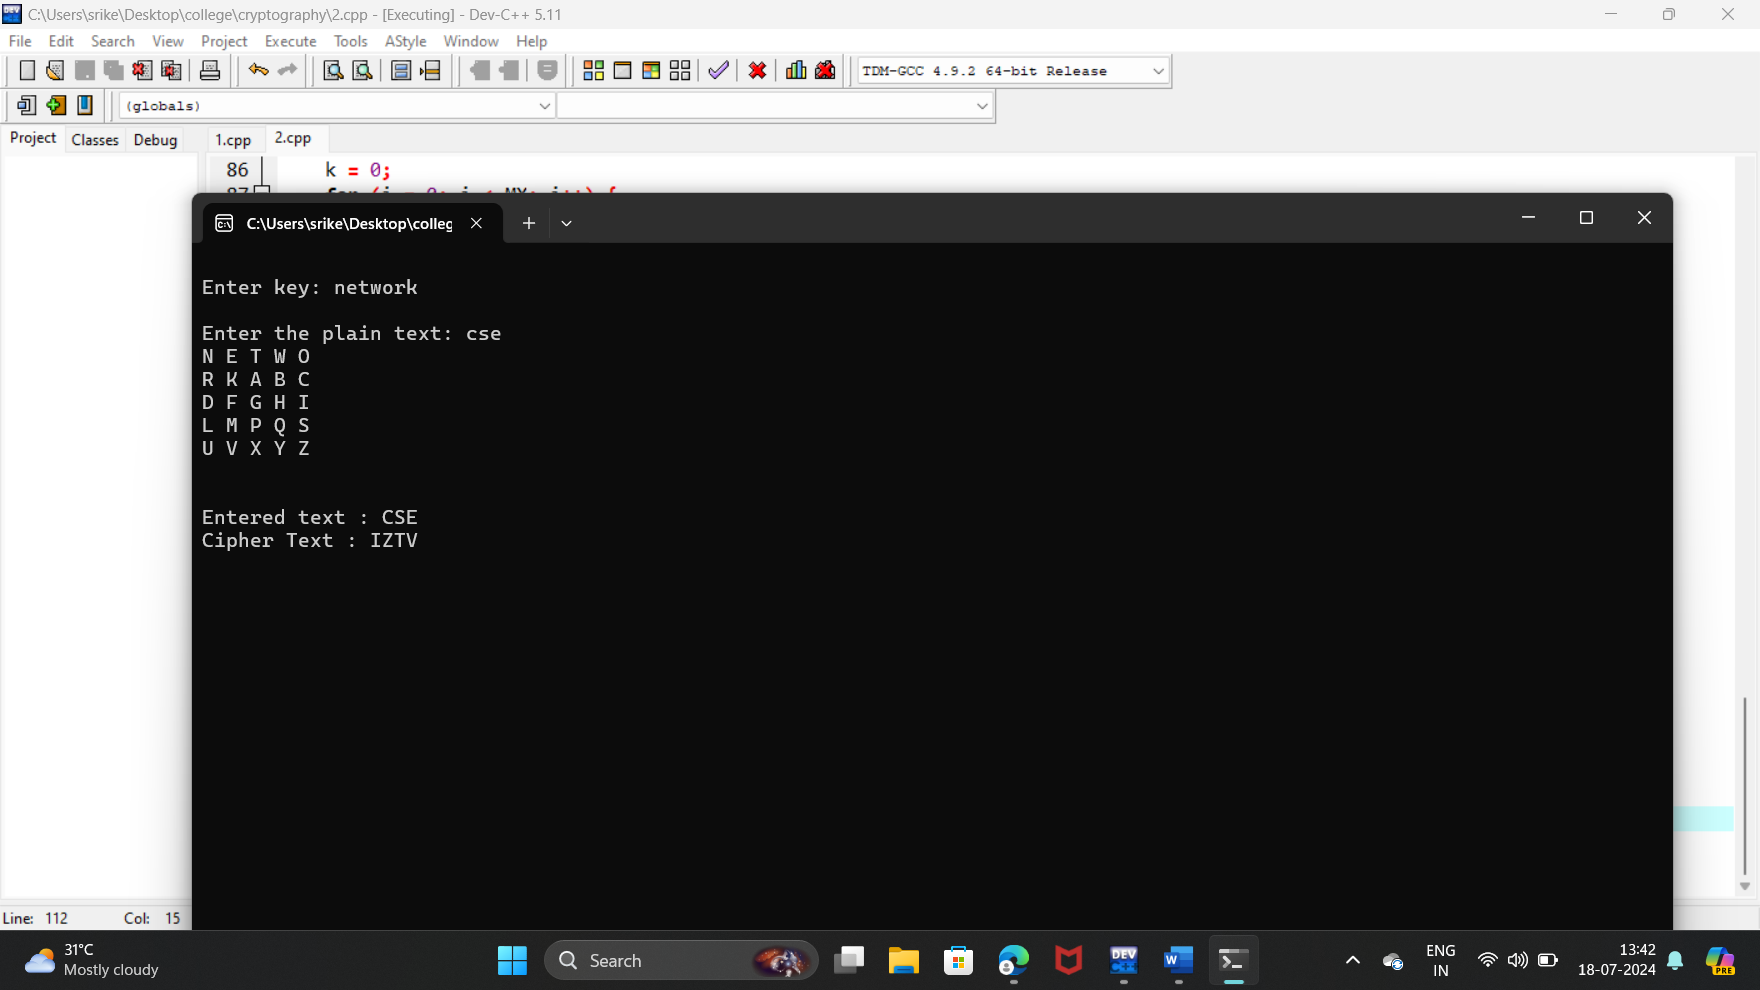 C:\Users\srike\Desktop\college\cryptography\2.cpp - [Executing] - Dev-C++ 5.11
File Edit Search View Project Execute Tools AStyle Window Help
TDM-GCC 4.9.2 64-bit Release
(globals)
Project Classes Debug 1.cpp 2.cpp
86 k = 0;
C:\Users\srike\Desktop\colleg
Enter key: network
Enter the plain text: cse
N E T W O
R K A B C
D F G H I
L M P Q S
U V X Y Z
Entered text : CSE
Cipher Text : IZTV
Line: 112 Col: 15
31°C
Mostly cloudy
Search
DEV
C++
W
ENG
IN
13:42
18-07-2024
PRE